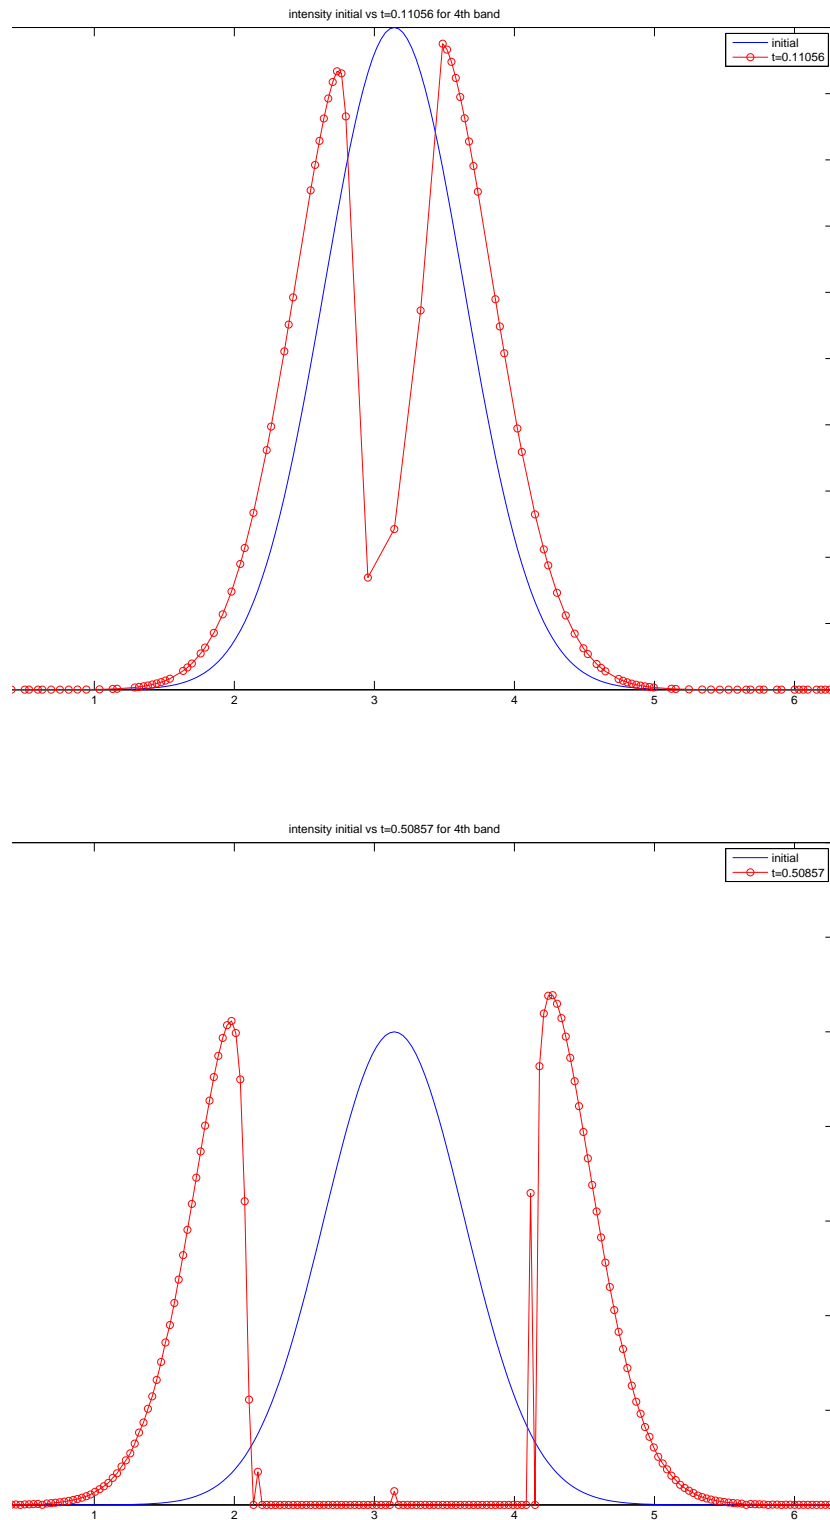 intensity initial vs t=0.11056 for 4th band
initial
t=0.11056
1 2 3 4 5 6
intensity initial vs t=0.50857 for 4th band
initial
t=0.50857
1 2 3 4 5 6